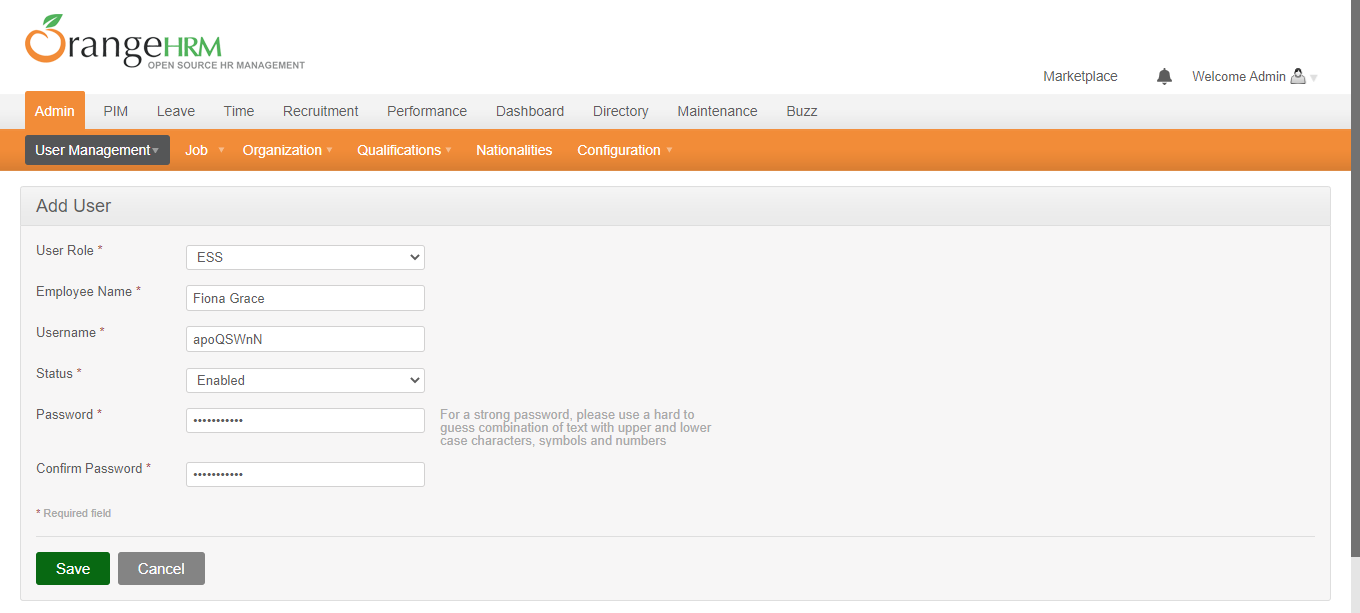 OrangeHRM
OPEN SOURCE HR MANAGEMENT
Marketplace Welcome Admin
Admin PIM Leave Time Recruitment Performance Dashboard Directory Maintenance Buzz
User Management Job Organization Qualifications Nationalities Configuration
Add User
User Role * ESS
Employee Name * Fiona Grace
Username * apoQSWnN
Status * Enabled
Password * •••••••••••
For a strong password, please use a hard to
guess combination of text with upper and lower
case characters, symbols and numbers
Confirm Password * •••••••••••
* Required field
Save Cancel